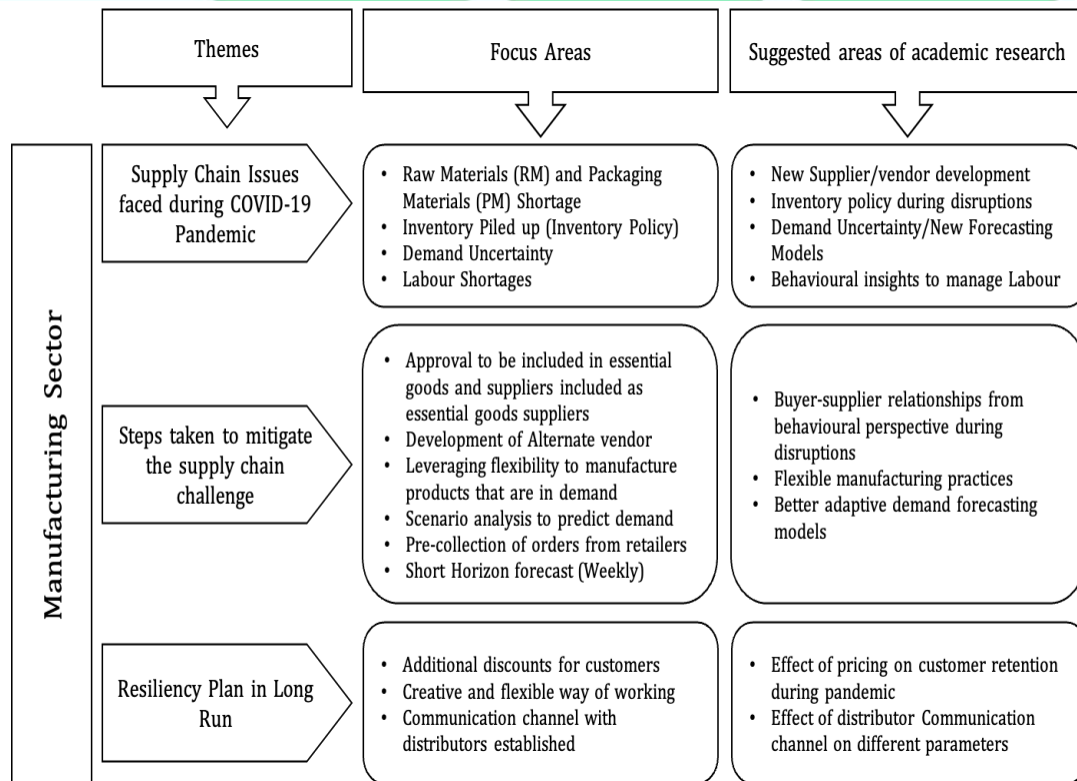 Themes
Focus Areas
Suggested areas of academic research
Manufacturing Sector
Supply Chain Issues
faced during COVID-19
Pandemic
• Raw Materials (RM) and Packaging
Materials (PM) Shortage
• Inventory Piled up (Inventory Policy)
• Demand Uncertainty
• Labour Shortages
• New Supplier/vendor development
• Inventory policy during disruptions
• Demand Uncertainty/New Forecasting
Models
• Behavioural insights to manage Labour
Steps taken to mitigate
the supply chain
challenge
• Approval to be included in essential
goods and suppliers included as
essential goods suppliers
• Development of Alternate vendor
• Leveraging flexibility to manufacture
products that are in demand
• Scenario analysis to predict demand
• Pre-collection of orders from retailers
• Short Horizon forecast (Weekly)
• Buyer-supplier relationships from
behavioural perspective during
disruptions
• Flexible manufacturing practices
• Better adaptive demand forecasting
models
Resiliency Plan in Long
Run
• Additional discounts for customers
• Creative and flexible way of working
• Communication channel with
distributors established
• Effect of pricing on customer retention
during pandemic
• Effect of distributor Communication
channel on different parameters